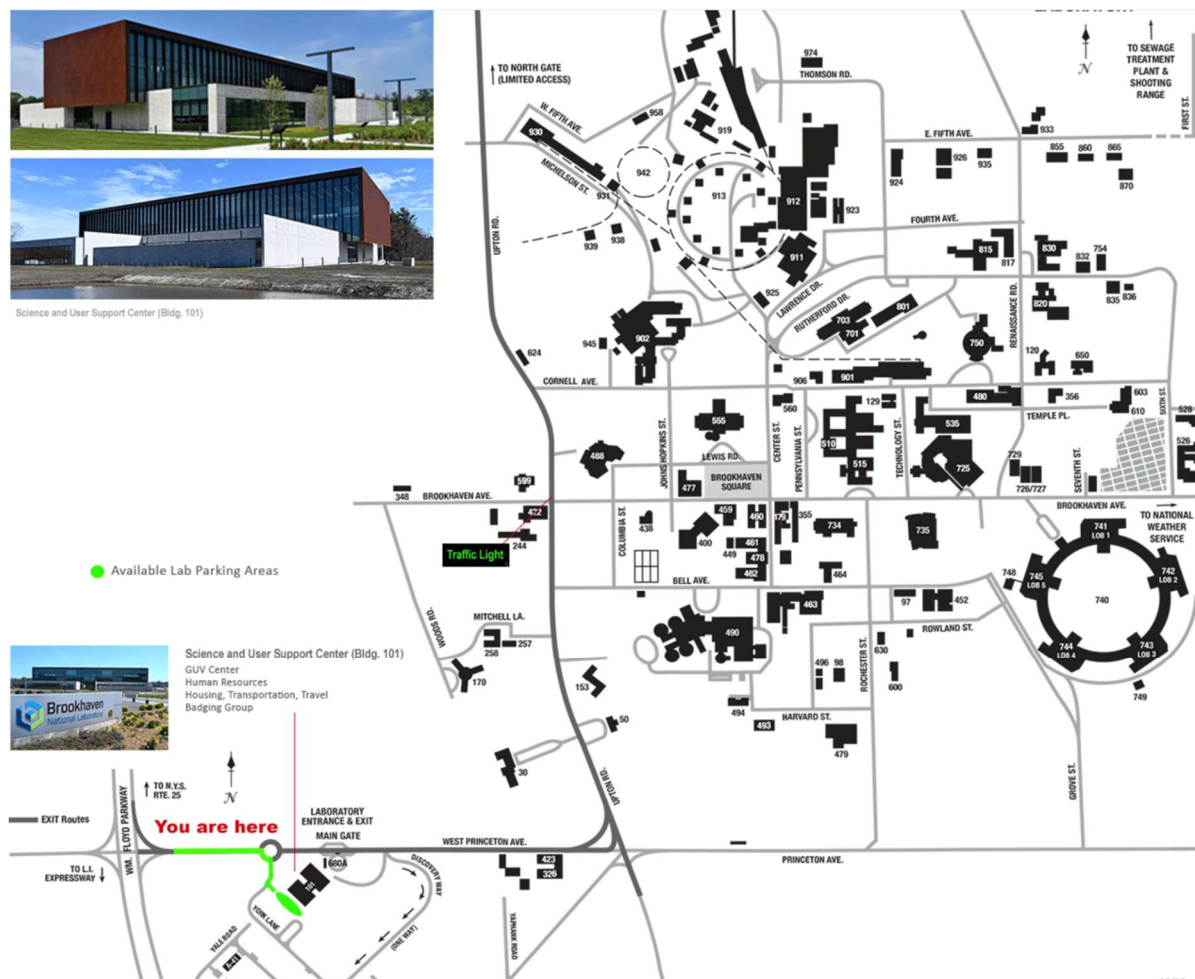 TO NORTH GATE
(LIMITED ACCESS)
974
THOMSON RD.
N
TO SEWAGE
TREATMENT
PLANT &
SHOOTING
RANGE
FIRST ST.
W. FIFTH AVE.
958
919
930
E. FIFTH AVE.
933
MICHELSON ST.
942
931
913
912
924
926
935
855
860
865
870
923
939
938
FOURTH AVE.
UPTON RD.
911
815
817
830
832
754
925
LAWRENCE DR.
RUTHERFORD DR.
801
703
701
RENAISSANCE RD.
820
835
836
Science and User Support Center (Bldg. 101)
902
945
624
750
120
650
CORNELL AVE.
906
901
480
356
603
610
TEMPLE PL.
SIXTH ST.
528
526
560
129
555
JOHNS HOPKINS ST.
CENTER ST.
PENNSYLVANIA ST.
510
515
TECHNOLOGY ST.
535
725
488
LEWIS RD.
477
BROOKHAVEN
SQUARE
729
726/727
SEVENTH ST.
348
599
BROOKHAVEN AVE.
BROOKHAVEN AVE.
422
244
Traffic Light
COLUMBIA ST.
438
400
459
460
449
461
478
462
179
355
734
464
735
TO NATIONAL
WEATHER
SERVICE
741
LOB 1
742
LOB 2
743
LOB 3
744
LOB 4
745
LOB 5
740
748
749
Available Lab Parking Areas
BELL AVE.
WOODS RD.
MITCHELL LA.
258
257
170
153
490
463
97
452
ROWLAND ST.
630
600
496
98
ROCHESTER ST.
494
493
HARVARD ST.
479
GROVE ST.
50
30
UPTON RD.
Science and User Support Center (Bldg. 101)
GUV Center
Human Resources
Housing, Transportation, Travel
Badging Group
Brookhaven
National Laboratory
N
TO N.Y.S.
RTE. 25
EXIT Routes
WM. FLOYD PARKWAY
TO L.I.
EXPRESSWAY
You are here
LABORATORY
ENTRANCE & EXIT
MAIN GATE
680A
101
WEST PRINCETON AVE.
PRINCETON AVE.
423
326
DISCOVERY WAY
(ONE WAY)
YORK LANE
YALE ROAD
A-41
YAPHANK ROAD